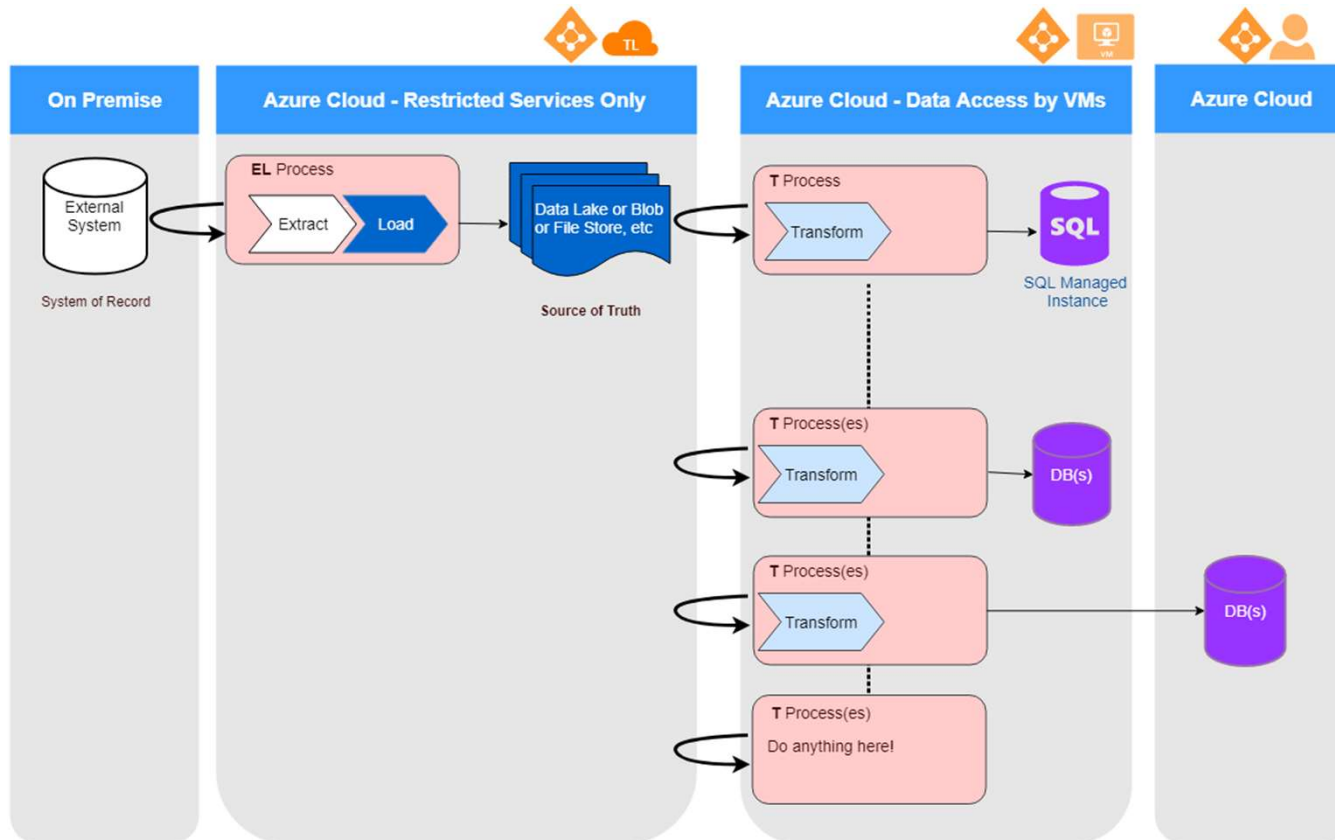 TL
VM
On Premise
Azure Cloud - Restricted Services Only
Azure Cloud - Data Access by VMs
Azure Cloud
External
System
System of Record
EL Process
Extract
Load
Data Lake or Blob
or File Store, etc
Source of Truth
T Process
Transform
SQL
SQL Managed
Instance
T Process(es)
Transform
DB(s)
T Process(es)
Transform
DB(s)
T Process(es)
Do anything here!